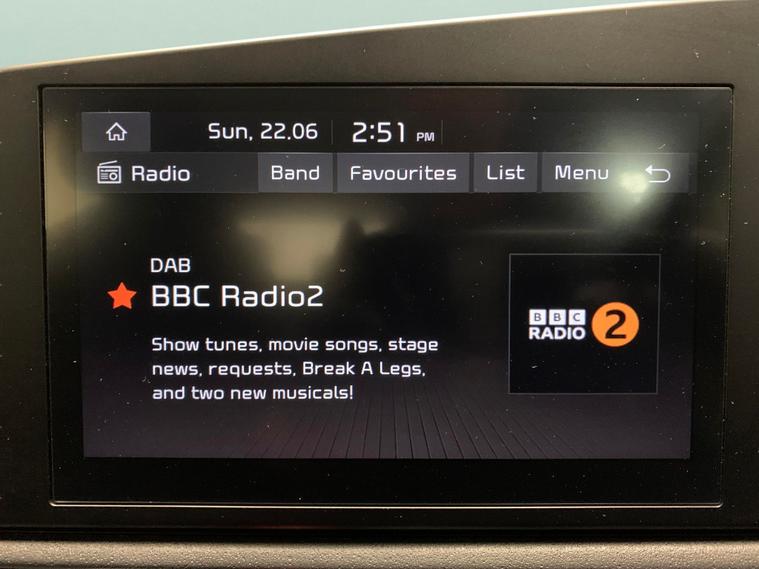 Sun, 22.06 2:51 PM
Radio Band Favourites List Menu
DAB
BBC Radio2
Show tunes, movie songs, stage
news, requests, Break A Legs,
and two new musicals!
BBC
RADIO 2